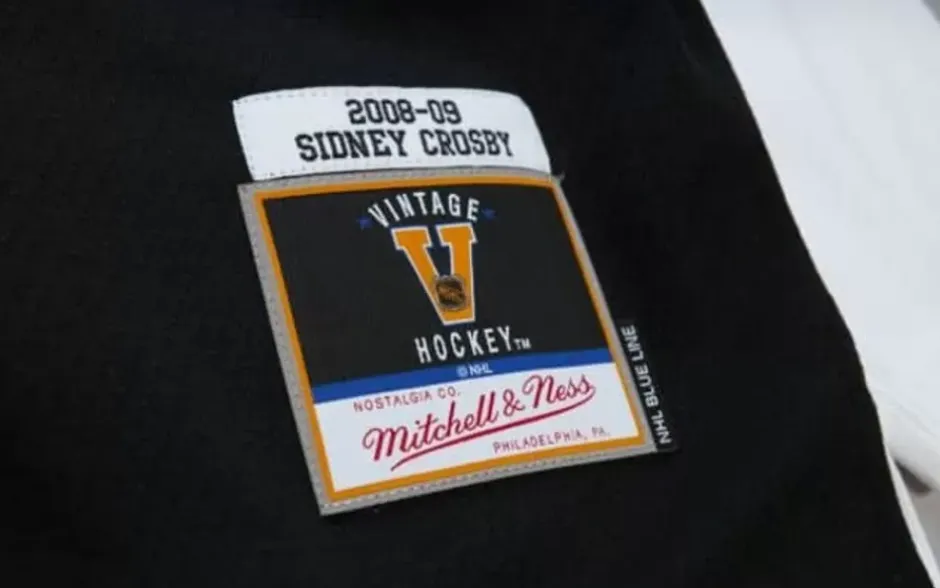 2008-09
SIDNEY CROSBY
VINTAGE
V
HOCKEY™
© NHL
NOSTALGIA CO.
Mitchell & Ness
PHILADELPHIA, PA.
NHL BLUE LINE